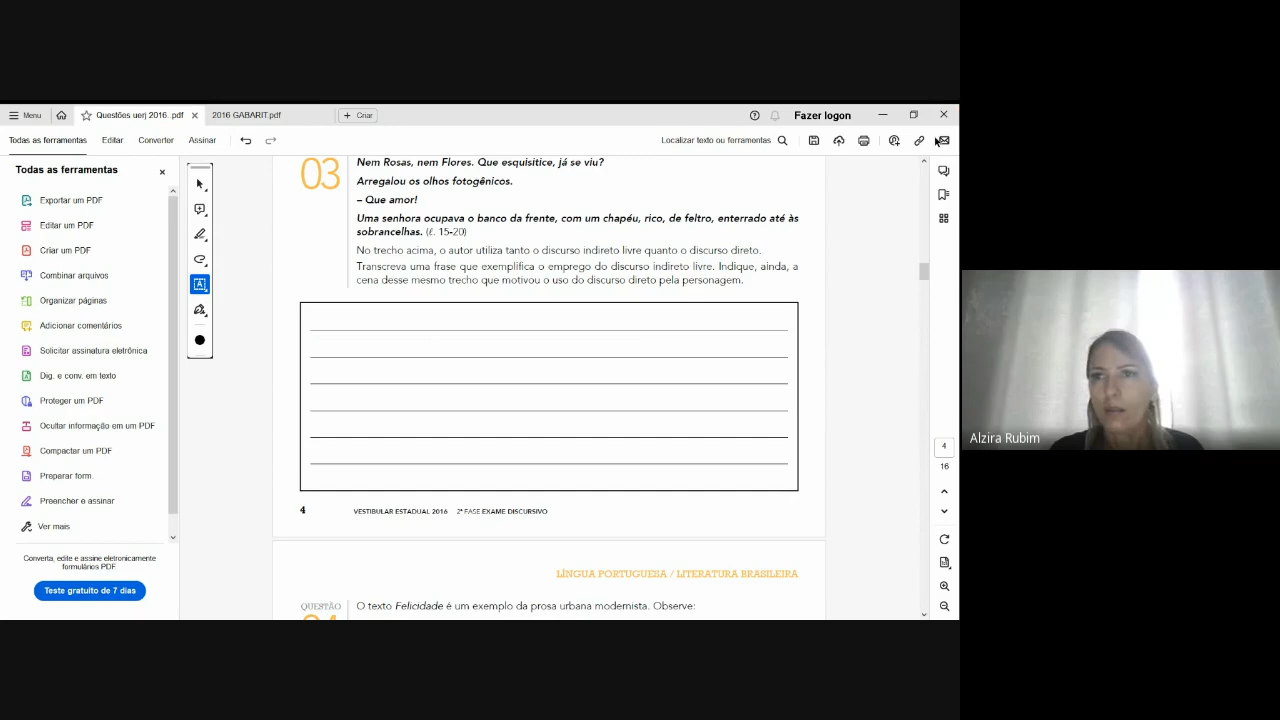 Menu
Questões uerj 2016..pdf
2016 GABARIT.pdf
Criar
Fazer logon
Todas as ferramentas
Editar
Converter
Assinar
Localizar texto ou ferramentas
Todas as ferramentas
Exportar um PDF
Editar um PDF
Criar um PDF
Combinar arquivos
Organizar páginas
Adicionar comentários
Solicitar assinatura eletrônica
Dig. e conv. em texto
Proteger um PDF
Ocultar informação em um PDF
Compactar um PDF
Preparar form.
Preencher e assinar
Ver mais
Converta, edite e assine eletronicamente
formulários PDF.
Teste gratuito de 7 dias
03
Nem Rosas, nem Flores. Que esquisitice, já se viu?
Arregalou os olhos fotogênicos.
– Que amor!
Uma senhora ocupava o banco da frente, com um chapéu, rico, de feltro, enterrado até às
sobrancelhas. (ℓ. 15-20)
No trecho acima, o autor utiliza tanto o discurso indireto livre quanto o discurso direto.
Transcreva uma frase que exemplifica o emprego do discurso indireto livre. Indique, ainda, a
cena desse mesmo trecho que motivou o uso do discurso direto pela personagem.
4
VESTIBULAR ESTADUAL 2016 2ª FASE EXAME DISCURSIVO
LÍNGUA PORTUGUESA / LITERATURA BRASILEIRA
QUESTÃO
O texto Felicidade é um exemplo da prosa urbana modernista. Observe:
4
16
Alzira Rubim